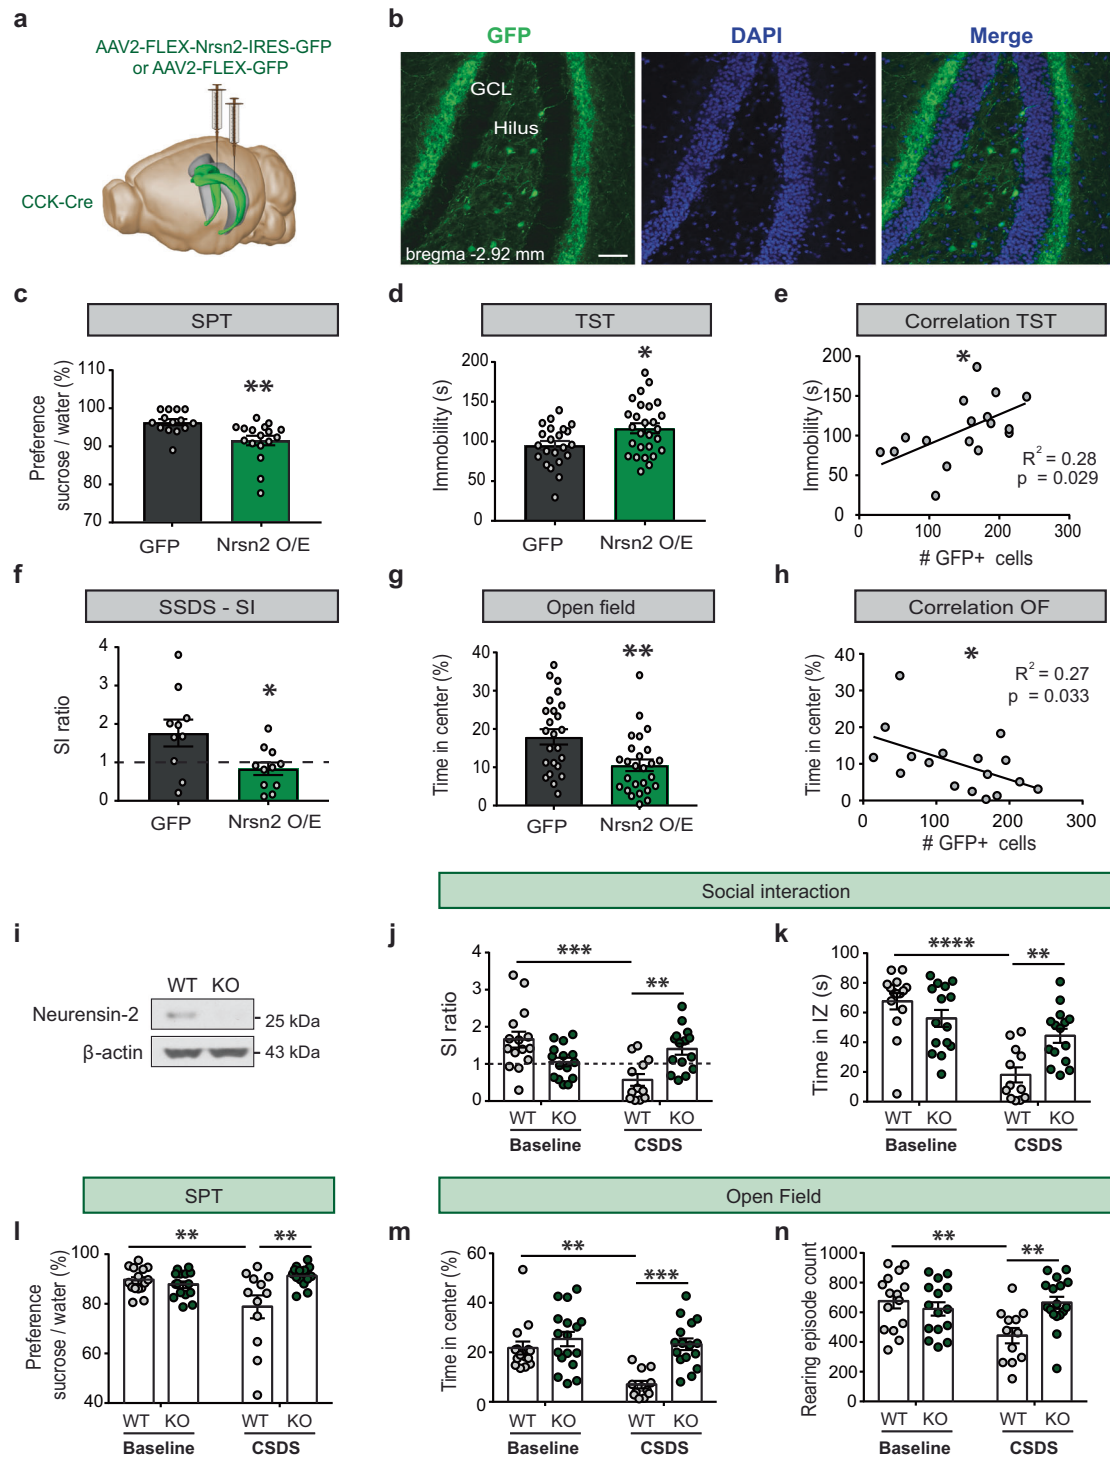 a
AAV2-FLEX-Nrsn2-IRES-GFP
or AAV2-FLEX-GFP
CCK-Cre
b
GFP
DAPI
Merge
GCL
Hilus
bregma -2.92 mm
c
SPT
Preference
sucrose / water (%)
110
100
90
80
70
**
GFP
Nrsn2 O/E
d
TST
Immobility (s)
200
150
100
50
0
*
GFP
Nrsn2 O/E
e
Correlation TST
Immobility (s)
200
150
100
50
0
*
R² = 0.28
p = 0.029
0
100
200
300
# GFP+ cells
f
SSDS - SI
SI ratio
4
3
2
1
0
*
GFP
Nrsn2 O/E
g
Open field
Time in center (%)
40
30
20
10
0
**
GFP
Nrsn2 O/E
h
Correlation OF
Time in center (%)
40
30
20
10
0
*
R² = 0.27
p = 0.033
0
100
200
300
# GFP+ cells
Social interaction
i
WT KO
Neurensin-2
25 kDa
β-actin
43 kDa
j
SI ratio
4
3
2
1
0
***
**
WT KO WT KO
Baseline CSDS
k
Time in IZ (s)
100
80
60
40
20
0
****
**
WT KO WT KO
Baseline CSDS
l
SPT
Preference
sucrose / water (%)
100
80
60
40
**
**
WT KO WT KO
Baseline CSDS
Open Field
m
Time in center (%)
60
40
20
0
**
***
WT KO WT KO
Baseline CSDS
n
Rearing episode count
1000
800
600
400
200
0
**
**
WT KO WT KO
Baseline CSDS